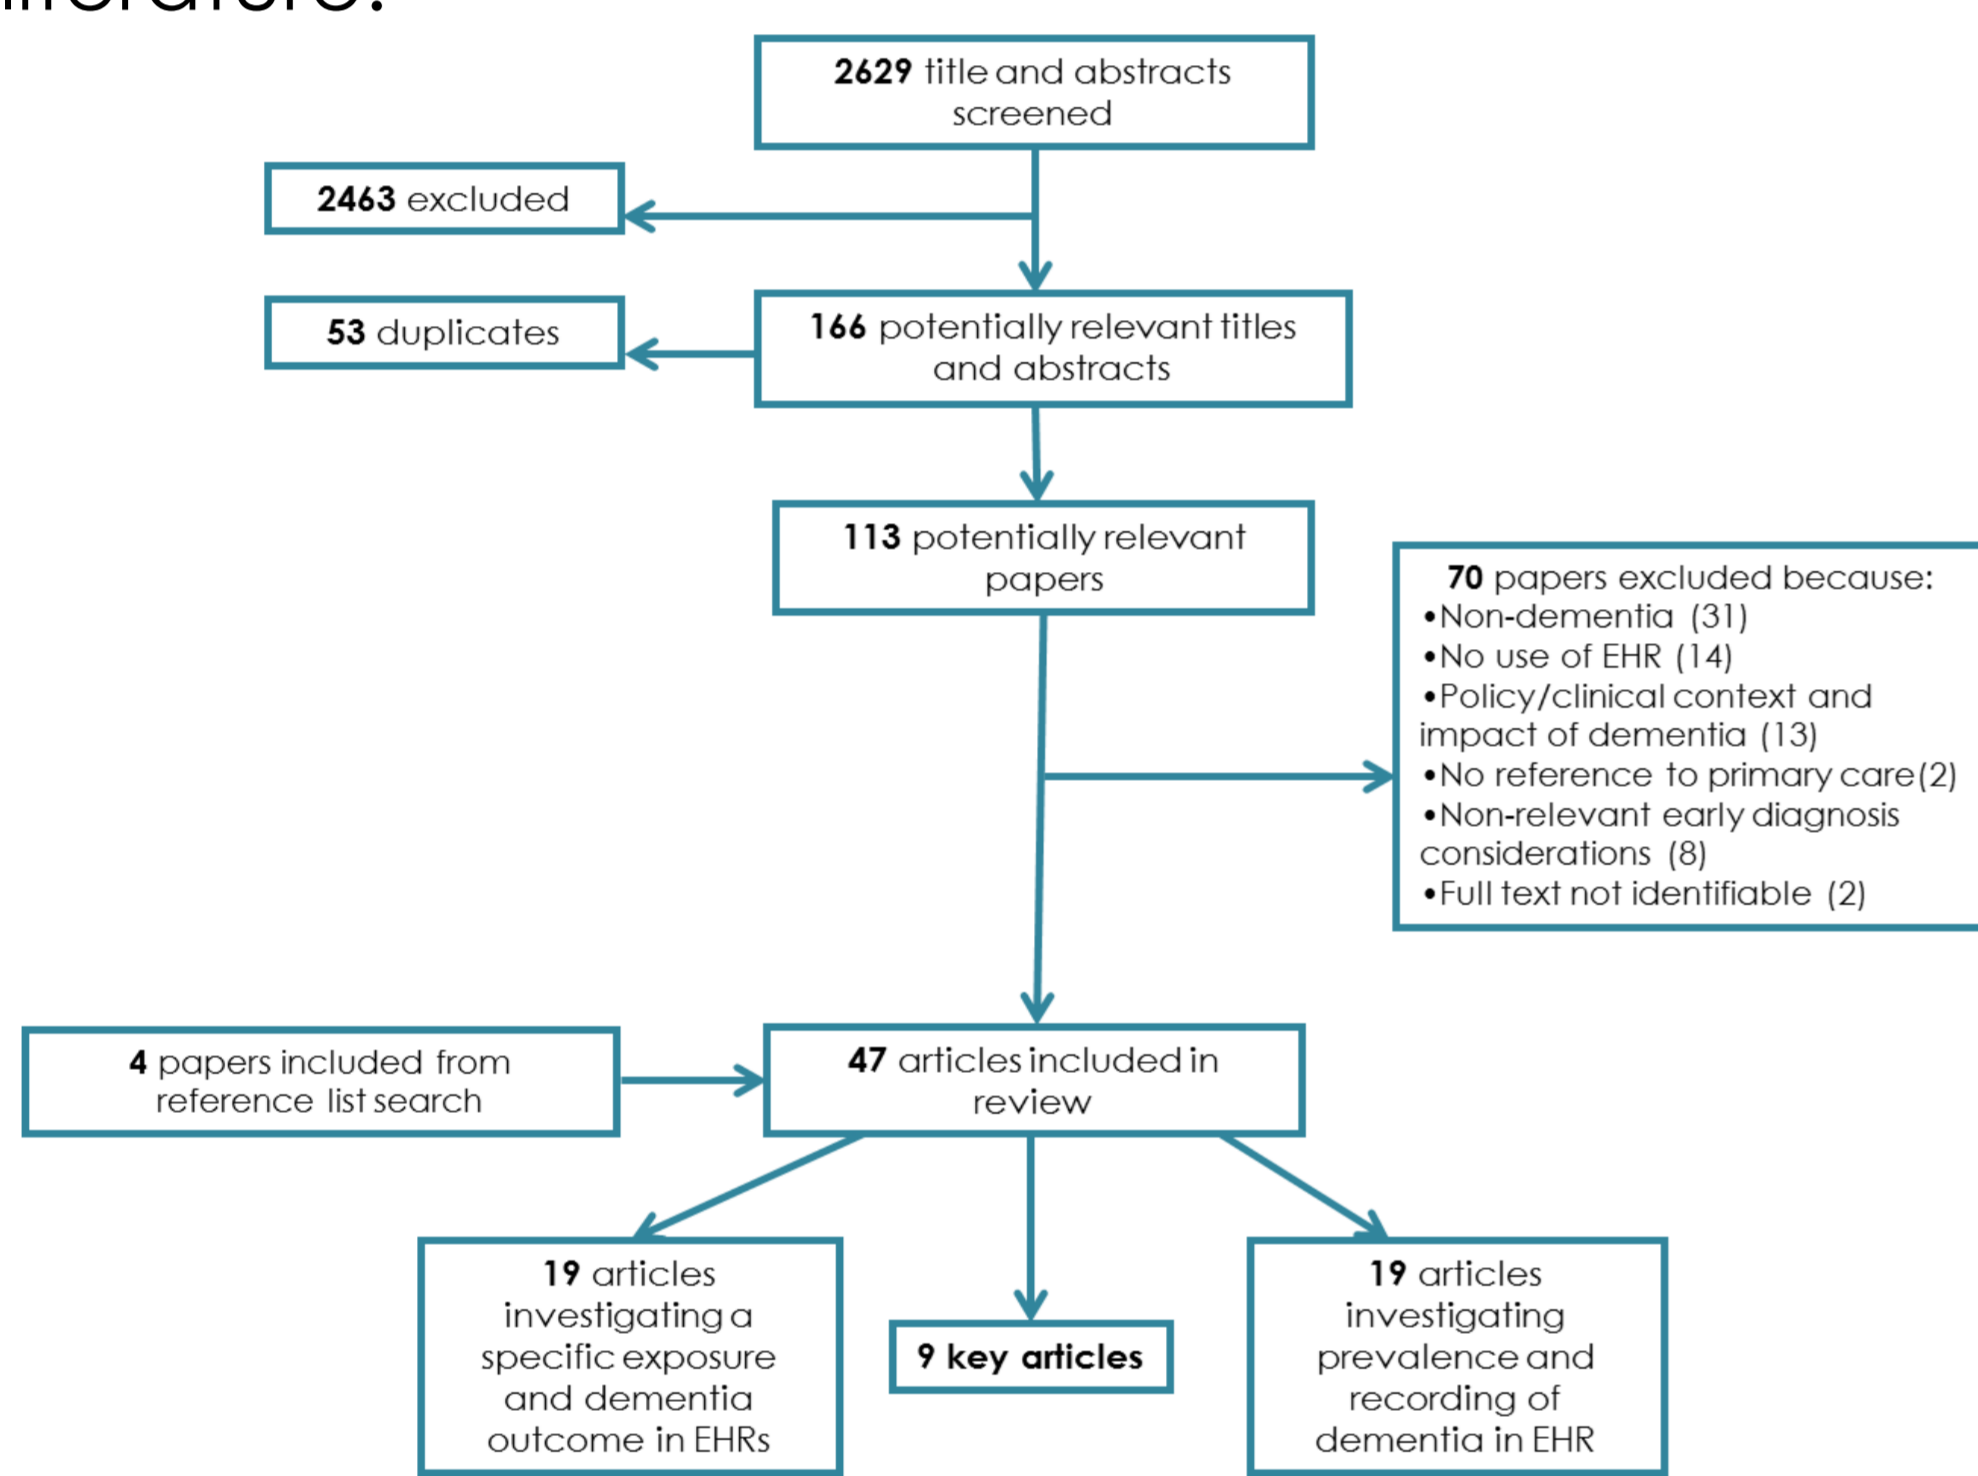 literature.
2629 title and abstracts
screened
2463 excluded
53 duplicates
166 potentially relevant titles
and abstracts
113 potentially relevant
papers
70 papers excluded because:
•Non-dementia (31)
•No use of EHR (14)
•Policy/clinical context and
impact of dementia (13)
•No reference to primary care(2)
•Non-relevant early diagnosis
considerations (8)
•Full text not identifiable (2)
4 papers included from
reference list search
47 articles included in
review
19 articles
investigating a
specific exposure
and dementia
outcome in EHRs
9 key articles
19 articles
investigating
prevalence and
recording of
dementia in EHR